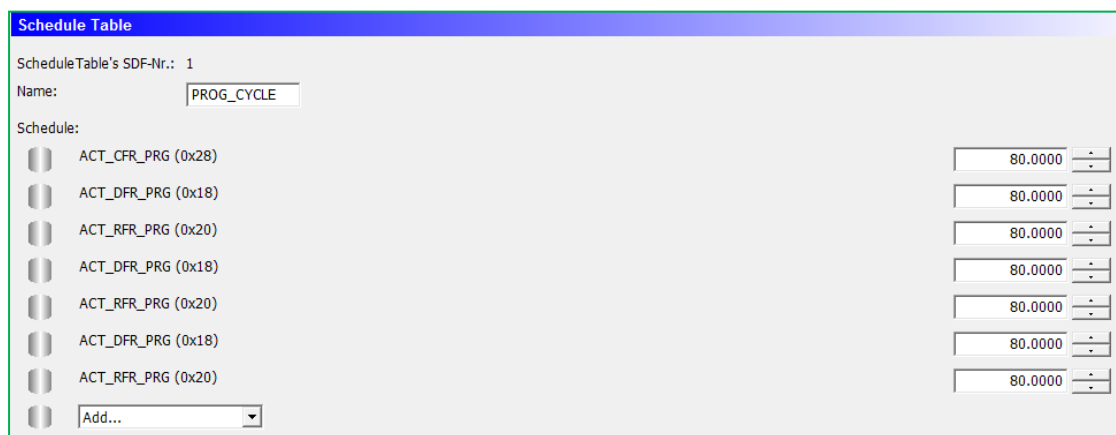 Schedule Table
ScheduleTable's SDF-Nr.: 1
Name: PROG_CYCLE
Schedule:
ACT_CFR_PRG (0x28) 80.0000
ACT_DFR_PRG (0x18) 80.0000
ACT_RFR_PRG (0x20) 80.0000
ACT_DFR_PRG (0x18) 80.0000
ACT_RFR_PRG (0x20) 80.0000
ACT_DFR_PRG (0x18) 80.0000
ACT_RFR_PRG (0x20) 80.0000
Add...